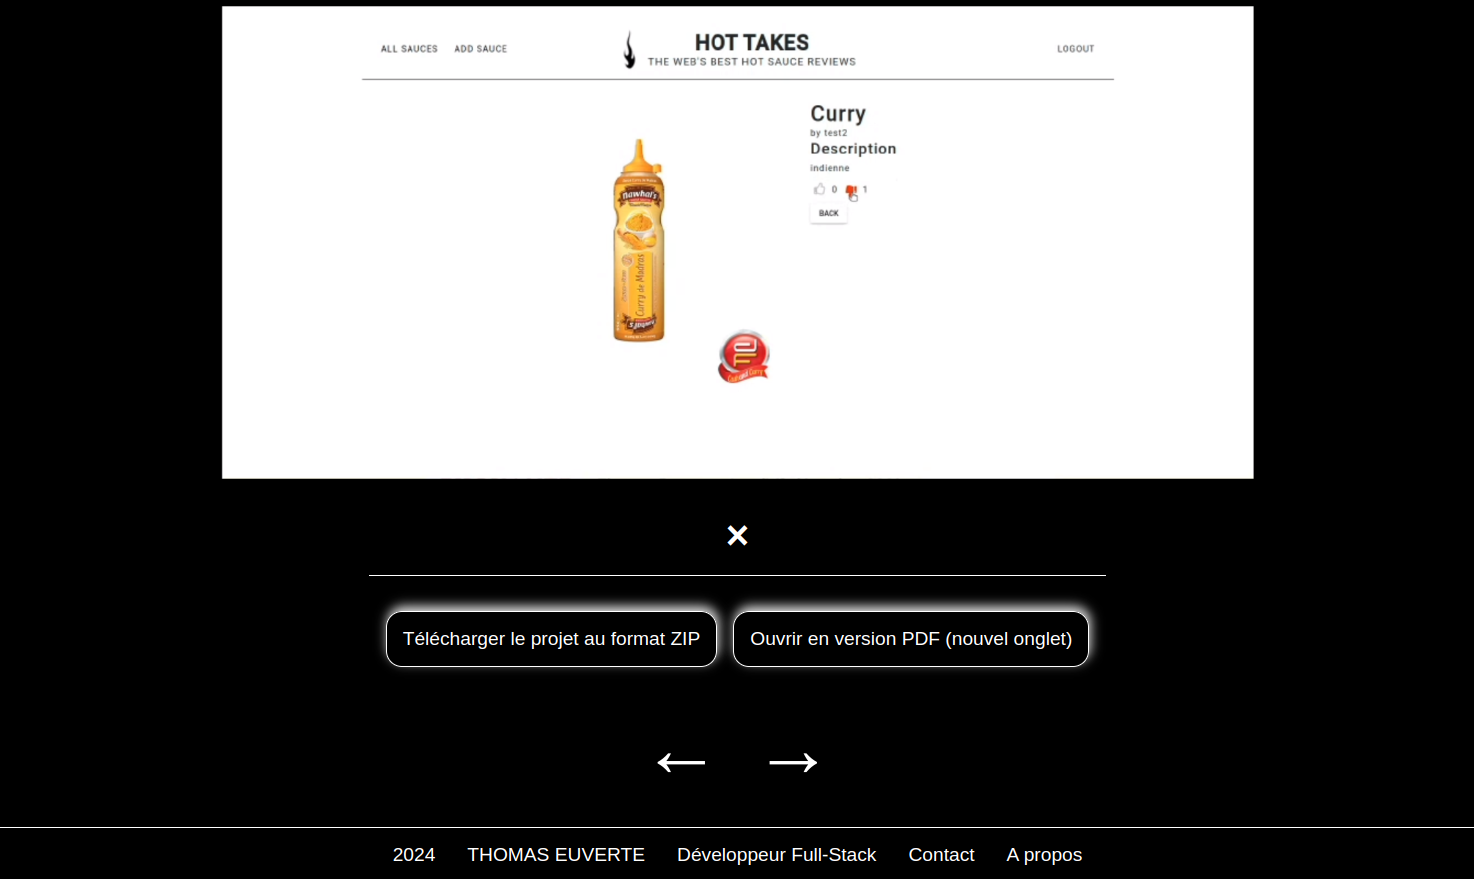 ALL SAUCES ADD SAUCE
HOT TAKES
THE WEB'S BEST HOT SAUCE REVIEWS
LOGOUT
Curry
by test2
Description
indienne
0 1
BACK
nawhal's
Curry de Madras
×
Télécharger le projet au format ZIP
Ouvrir en version PDF (nouvel onglet)
← →
2024 THOMAS EUVERTE Développeur Full-Stack Contact A propos